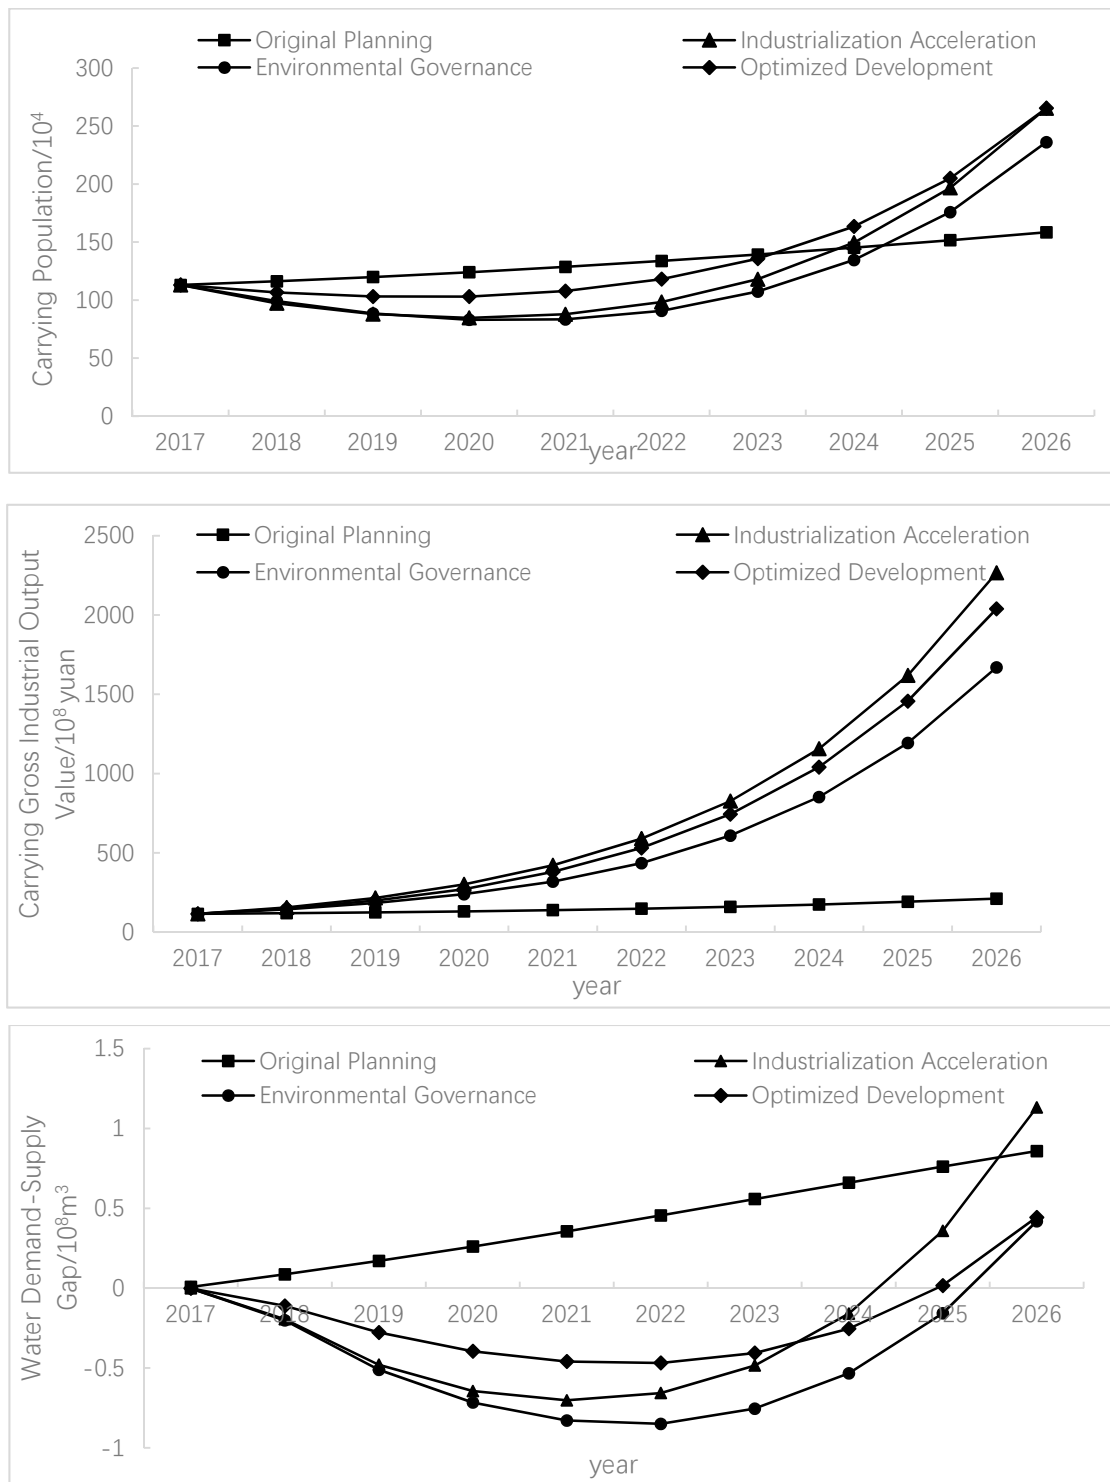 Original Planning Industrialization Acceleration
Environmental Governance Optimized Development
Carrying Population/10⁴
300
250
200
150
100
50
0
2017 2018 2019 2020 2021 2022 2023 2024 2025 2026
year
Original Planning Industrialization Acceleration
Environmental Governance Optimized Development
Carrying Gross Industrial Output
Value/10⁸ yuan
2500
2000
1500
1000
500
0
2017 2018 2019 2020 2021 2022 2023 2024 2025 2026
year
Original Planning Industrialization Acceleration
Environmental Governance Optimized Development
Water Demand-Supply
Gap/10⁸m³
1.5
1
0.5
0
-0.5
-1
2017 2018 2019 2020 2021 2022 2023 2024 2025 2026
year